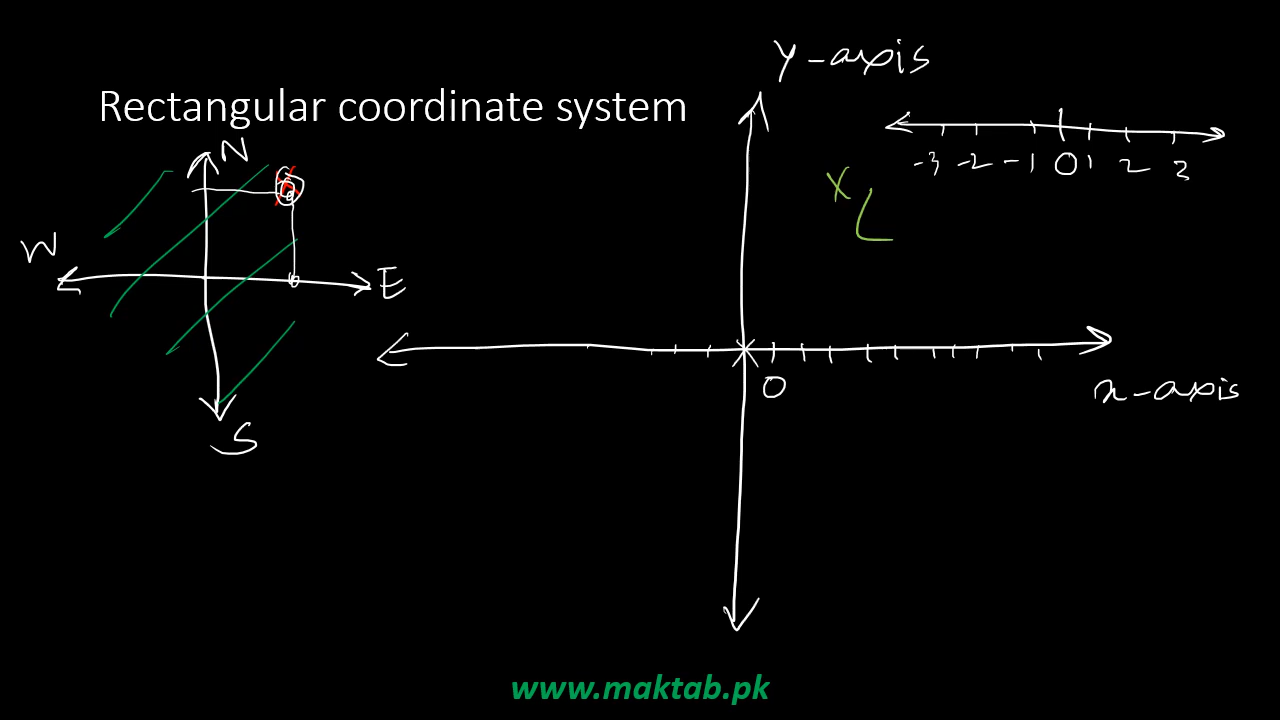 Rectangular coordinate system
N
W
E
S
y-axis
-3 -2 -1 0 1 2 3
x
0
x-axis
www.maktab.pk